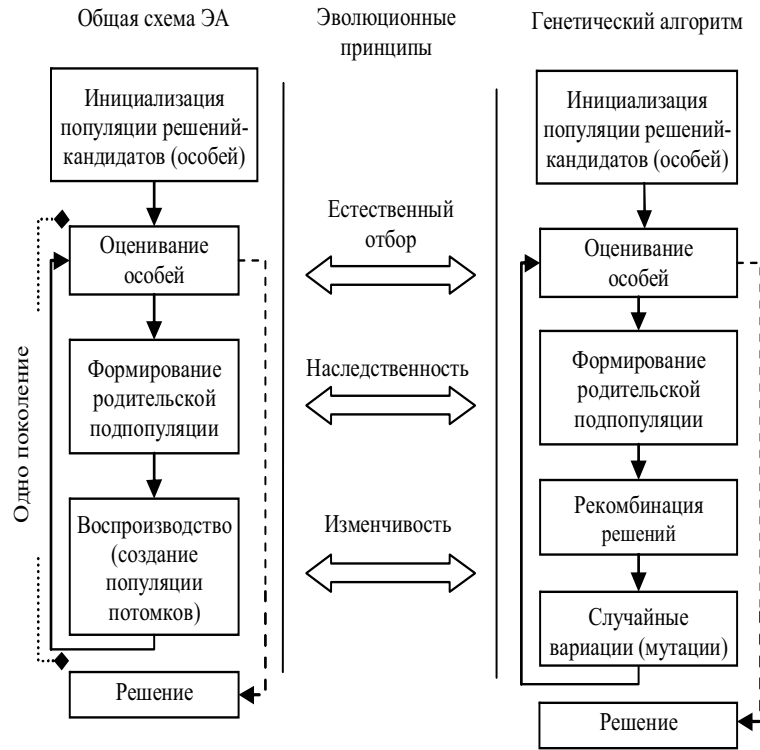 Общая схема ЭА
Инициализация
популяции решений-
кандидатов (особей)
Оценивание
особей
Формирование
родительской
подпопуляции
Воспроизводство
(создание
популяции
потомков)
Решение
Одно поколение
Эволюционные
принципы
Естественный
отбор
Наследственность
Изменчивость
Генетический алгоритм
Инициализация
популяции решений-
кандидатов (особей)
Оценивание
особей
Формирование
родительской
подпопуляции
Рекомбинация
решений
Случайные
вариации (мутации)
Решение